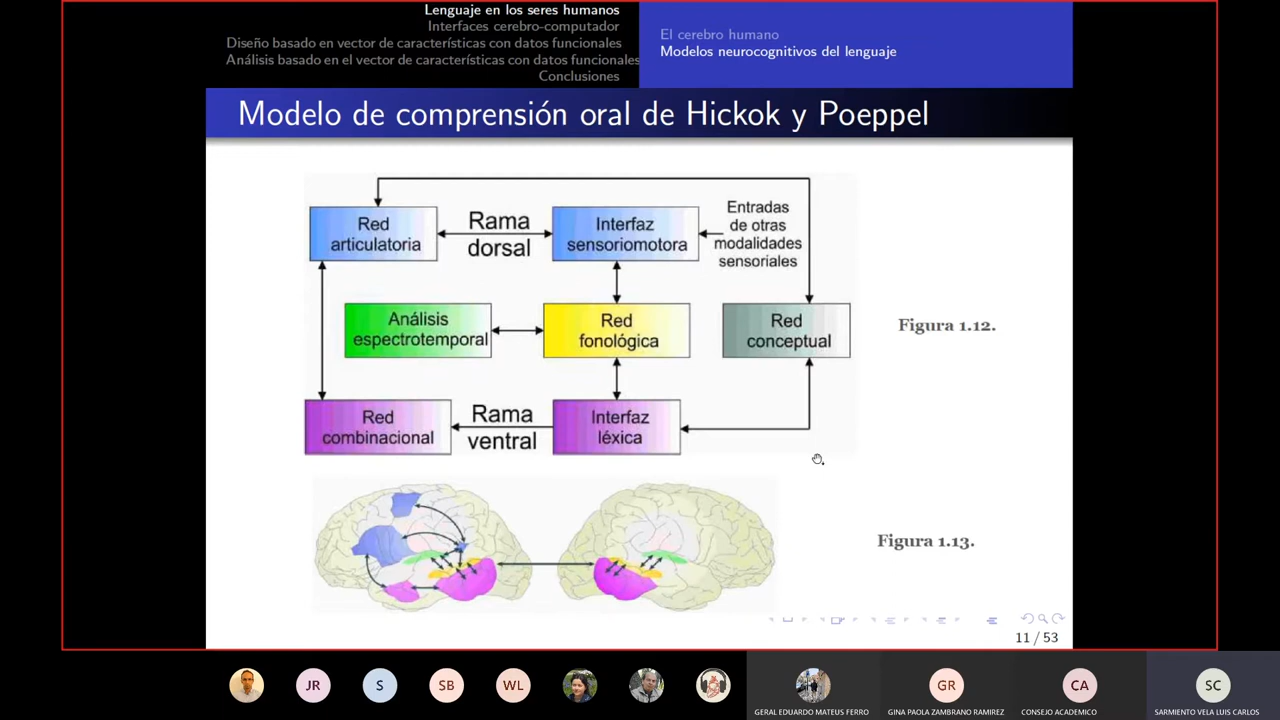 Lenguaje en los seres humanos
Interfaces cerebro-computador
Diseño basado en vector de características con datos funcionales
Análisis basado en el vector de características con datos funcionales
Conclusiones
El cerebro humano
Modelos neurocognitivos del lenguaje
Modelo de comprensión oral de Hickok y Poeppel
Red
articulatoria
Rama
dorsal
Interfaz
sensoriomotora
Entradas
de otras
modalidades
sensoriales
Análisis
espectrotemporal
Red
fonológica
Red
conceptual
Figura 1.12.
Red
combinacional
Rama
ventral
Interfaz
léxica
Figura 1.13.
11 / 53
JR
S
SB
WL
GR
CA
SC
GERAL EDUARDO MATEUS FERRO
GINA PAOLA ZAMBRANO RAMIREZ
CONSEJO ACADEMICO
SARMIENTO VELA LUIS CARLOS